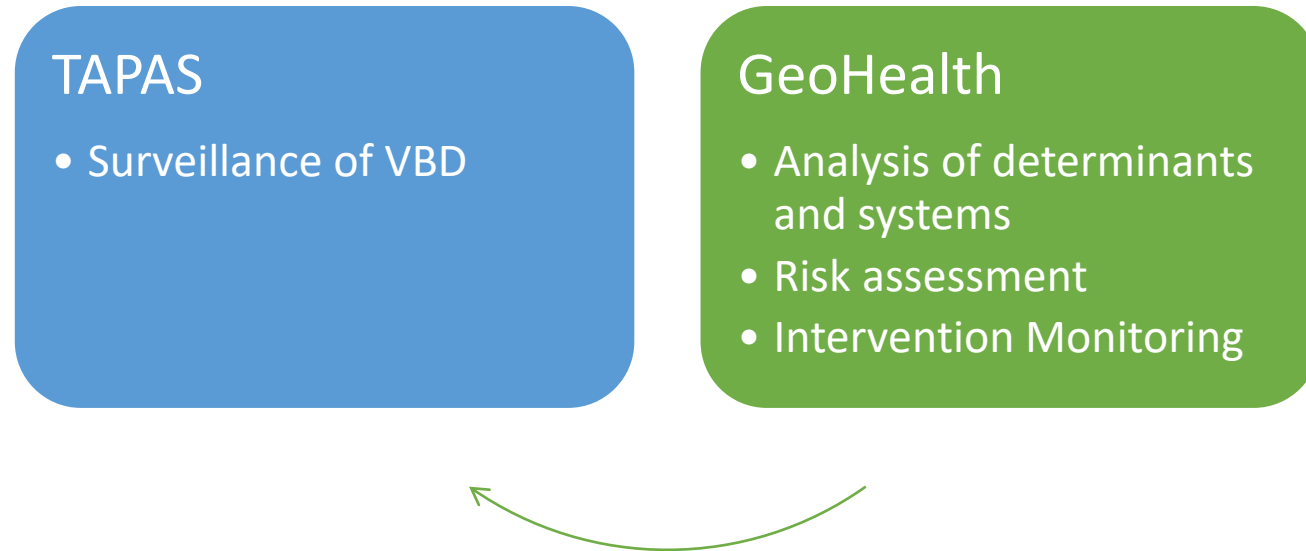 TAPAS
• Surveillance of VBD
GeoHealth
• Analysis of determinants
and systems
• Risk assessment
• Intervention Monitoring